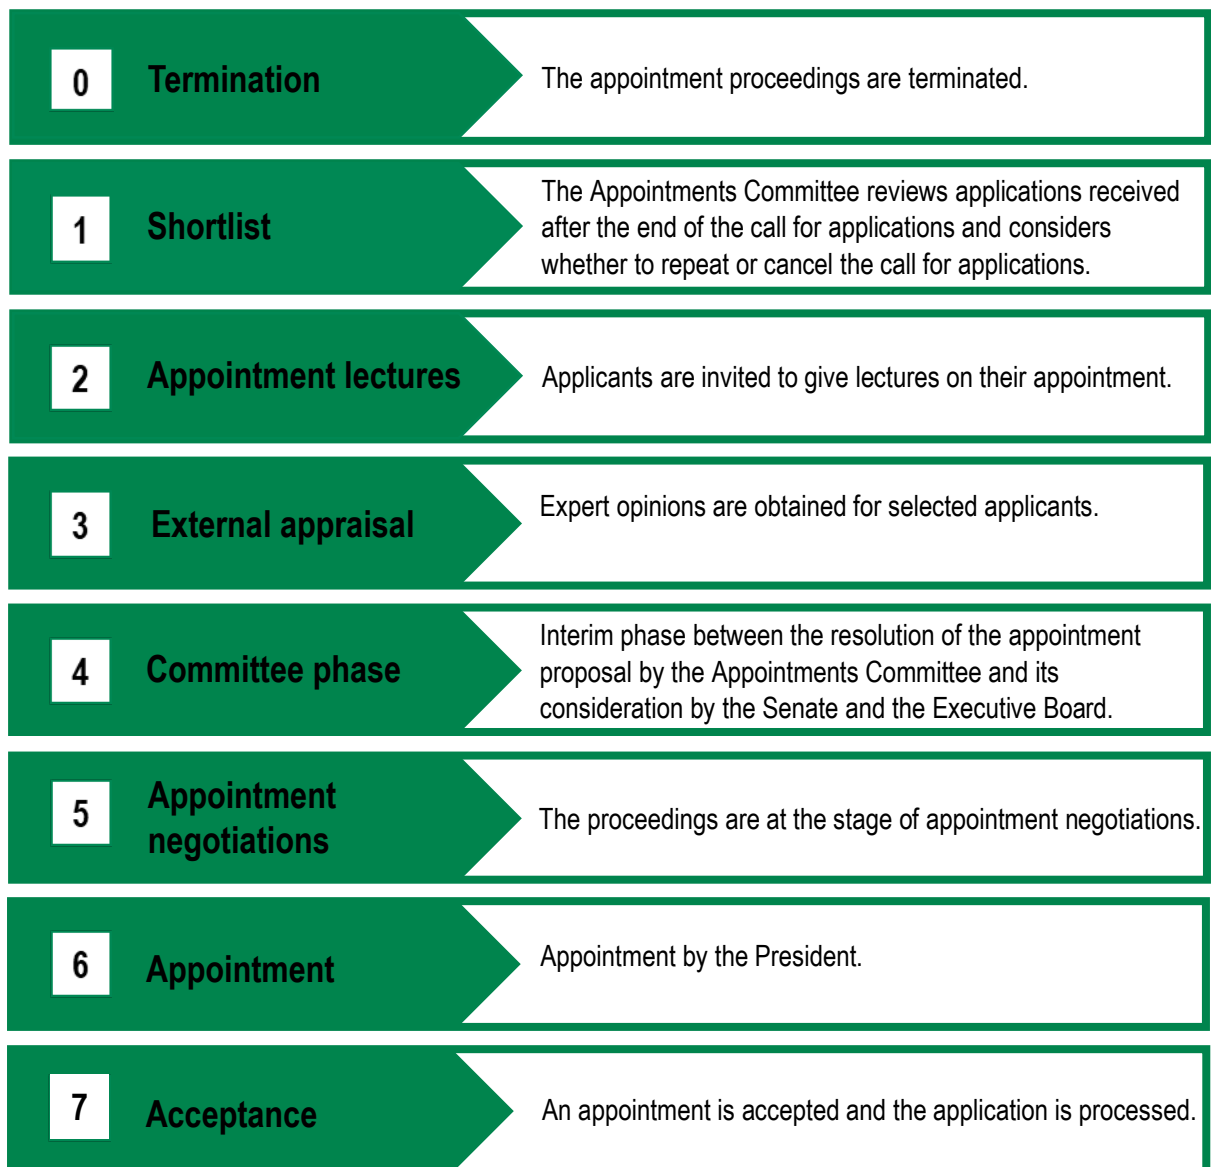 0
Termination
The appointment proceedings are terminated.
1
Shortlist
The Appointments Committee reviews applications received
after the end of the call for applications and considers
whether to repeat or cancel the call for applications.
2
Appointment lectures
Applicants are invited to give lectures on their appointment.
3
External appraisal
Expert opinions are obtained for selected applicants.
4
Committee phase
Interim phase between the resolution of the appointment
proposal by the Appointments Committee and its
consideration by the Senate and the Executive Board.
5
Appointment
negotiations
The proceedings are at the stage of appointment negotiations.
6
Appointment
Appointment by the President.
7
Acceptance
An appointment is accepted and the application is processed.